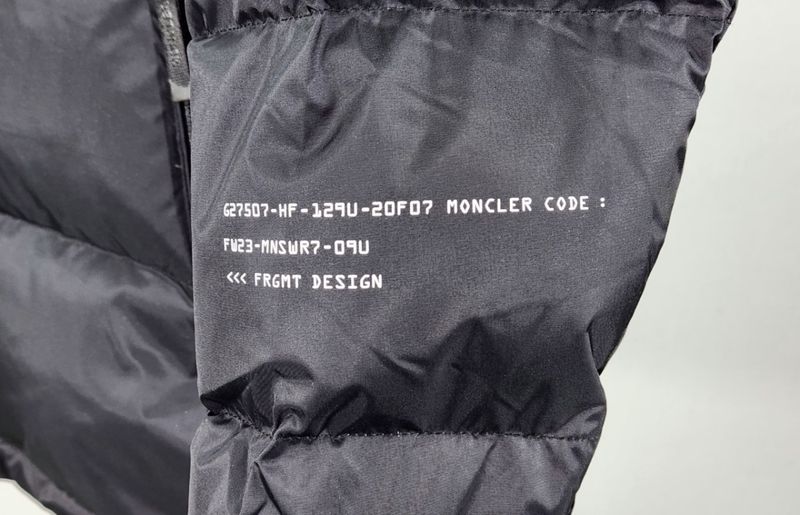 G27507-HF-129U-20F07 MONCLER CODE :
FW23-MNSWR7-09U
<<< FRGMT DESIGN